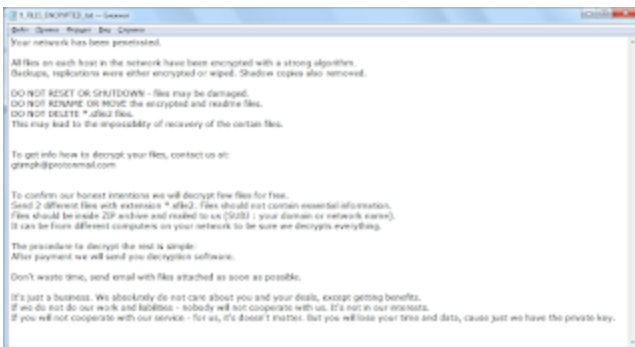 !_FILES_ENCRYPTED_.txt — Блокнот
Файл Правка Формат Вид Справка
Your network has been penetrated.
All files on each host in the network have been encrypted with a strong algorithm.
Backups, replications were either encrypted or wiped. Shadow copies also removed.
DO NOT RESET OR SHUTDOWN - files may be damaged.
DO NOT RENAME OR MOVE the encrypted and readme files.
DO NOT DELETE *.sfile2 files.
This may lead to the impossibility of recovery of the certain files.
To get info how to decrypt your files, contact us at:
gtimph@protonmail.com
To confirm our honest intentions we will decrypt few files for free.
Send 2 different files with extension *.sfile2. Files should not contain essential information.
Files should be inside ZIP archive and mailed to us (SUBJ : your domain or network name).
It can be from different computers on your network to be sure we decrypts everything.
The procedure to decrypt the rest is simple:
After payment we will send you decryption software.
Don't waste time, send email with files attached as soon as possible.
It's just a business. We absolutely do not care about you and your deals, except getting benefits.
If we do not do our work and liabilities - nobody will not cooperate with us. It's not in our interests.
If you will not cooperate with our service - for us, it's doesn't matter. But you will lose your time and data, cause just we have the private key.